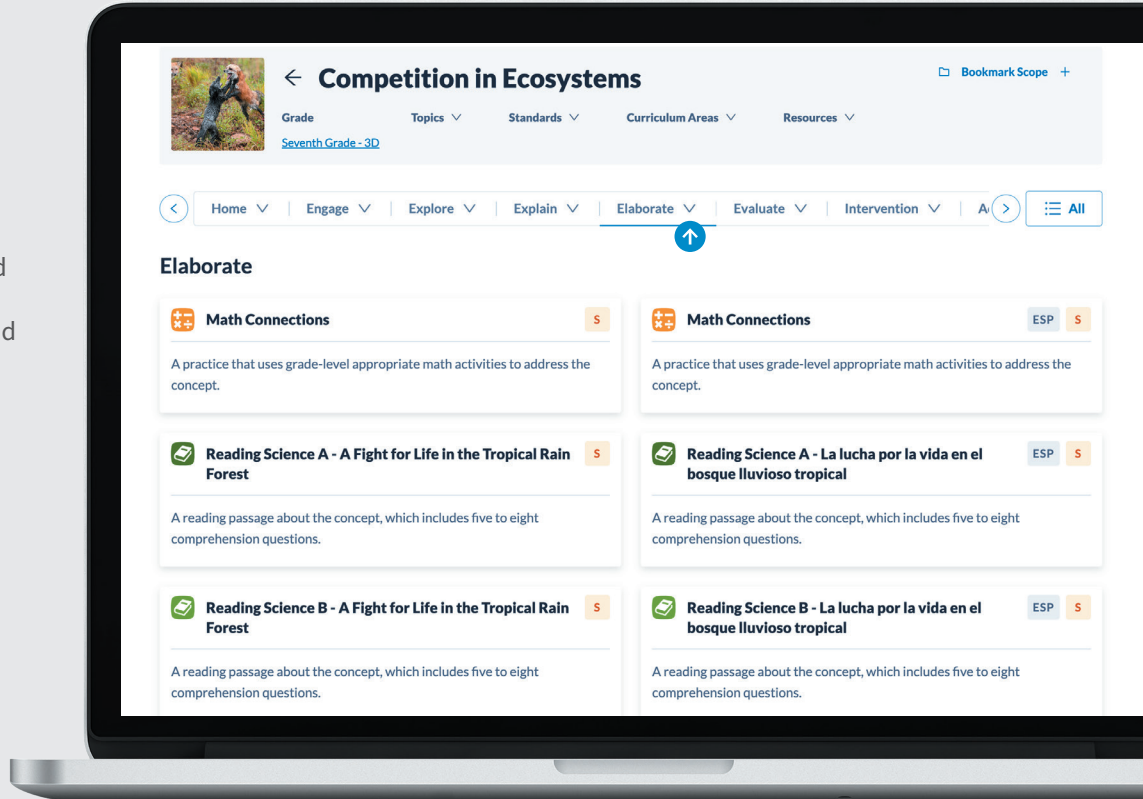 Competition in Ecosystems
Bookmark Scope +
Grade
Topics
Standards
Curriculum Areas
Resources
Seventh Grade - 3D
Home
Engage
Explore
Explain
Elaborate
Evaluate
Intervention
All
Elaborate
Math Connections
S
A practice that uses grade-level appropriate math activities to address the
concept.
Math Connections
ESP
S
A practice that uses grade-level appropriate math activities to address the
concept.
Reading Science A - A Fight for Life in the Tropical Rain
Forest
S
A reading passage about the concept, which includes five to eight
comprehension questions.
Reading Science A - La lucha por la vida en el
bosque lluvioso tropical
ESP
S
A reading passage about the concept, which includes five to eight
comprehension questions.
Reading Science B - A Fight for Life in the Tropical Rain
Forest
S
A reading passage about the concept, which includes five to eight
comprehension questions.
Reading Science B - La lucha por la vida en el
bosque lluvioso tropical
ESP
S
A reading passage about the concept, which includes five to eight
comprehension questions.